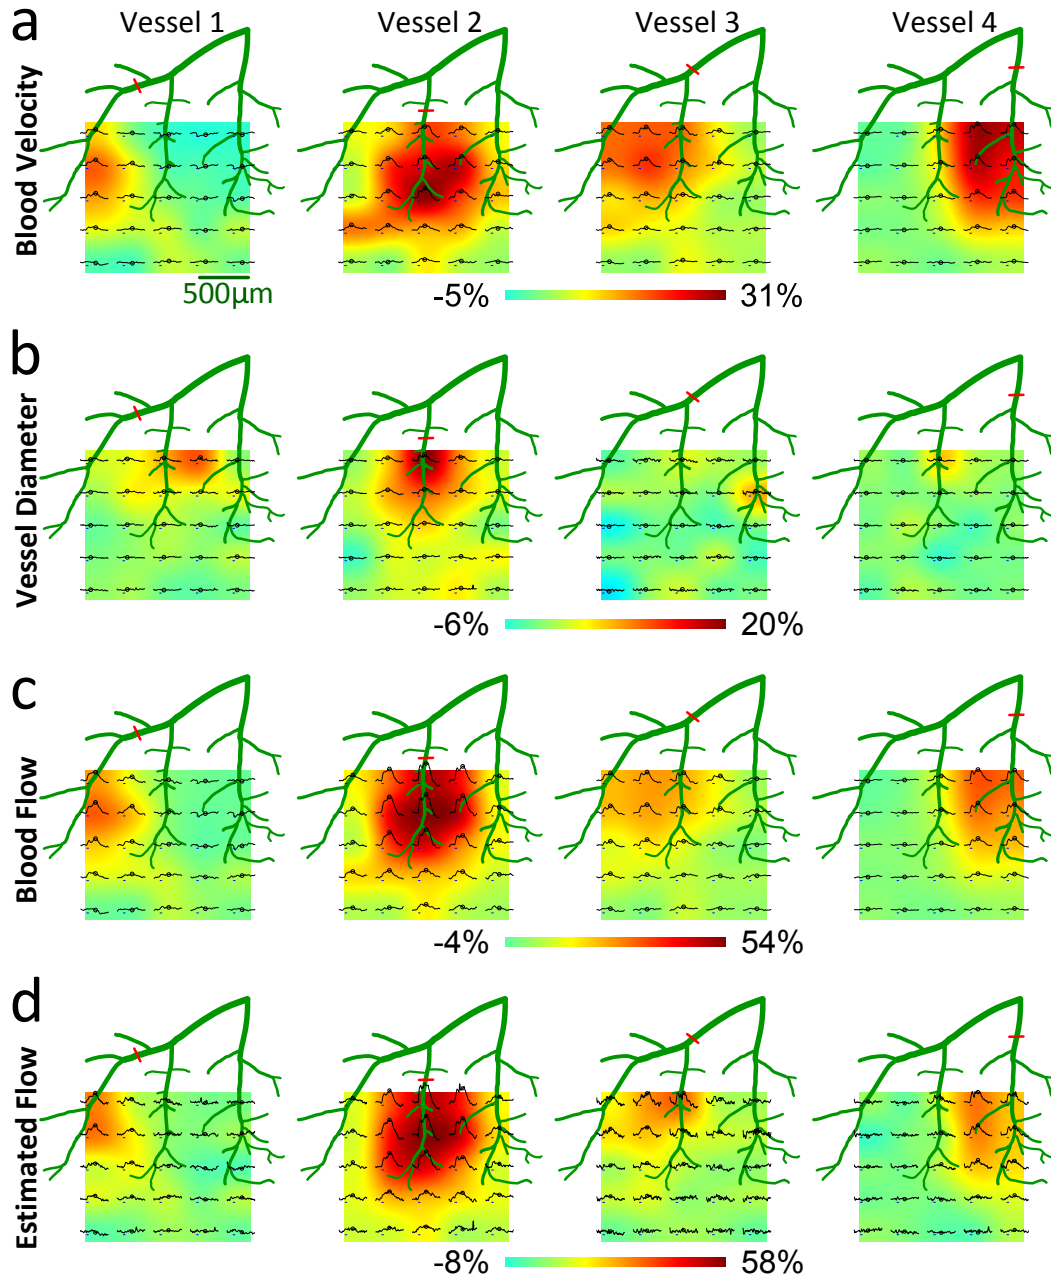 a
Vessel 1 Vessel 2 Vessel 3 Vessel 4
Blood Velocity
500µm
-5% 31%
b
Vessel Diameter
-6% 20%
c
Blood Flow
-4% 54%
d
Estimated Flow
-8% 58%